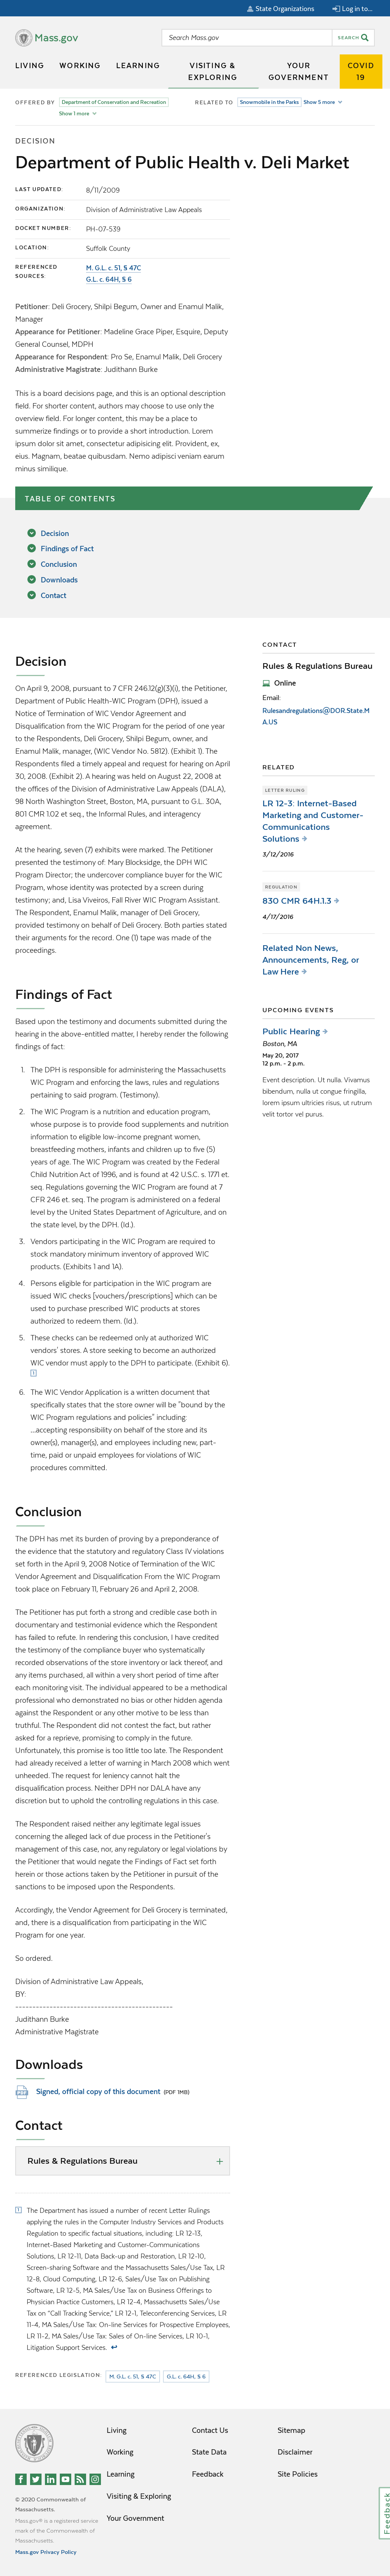 State Organizations
Log in to...
Mass.gov
Search Mass.gov
SEARCH
LIVING
WORKING
LEARNING
VISITING &
EXPLORING
YOUR
GOVERNMENT
COVID
19
OFFERED BY
Department of Conservation and Recreation
Show 1 more
RELATED TO
Snowmobile in the Parks
Show 5 more
DECISION
Department of Public Health v. Deli Market
LAST UPDATED:
8/11/2009
ORGANIZATION:
Division of Administrative Law Appeals
DOCKET NUMBER:
PH-07-539
LOCATION:
Suffolk County
REFERENCED
SOURCES:
M. G.L. c. 51, § 47C
G.L. c. 64H, § 6
Petitioner: Deli Grocery, Shilpi Begum, Owner and Enamul Malik,
Manager
Appearance for Petitioner: Madeline Grace Piper, Esquire, Deputy
General Counsel, MDPH
Appearance for Respondent: Pro Se, Enamul Malik, Deli Grocery
Administrative Magistrate: Judithann Burke
This is a board decisions page, and this is an optional description
field. For shorter content, authors may choose to use only the
overview field. For longer content, this may be a place to
summarize findings or to provide a short introduction. Lorem
ipsum dolor sit amet, consectetur adipisicing elit. Provident, ex,
eius. Magnam, beatae quibusdam. Nemo adipisci veniam earum
minus similique.
TABLE OF CONTENTS
Decision
Findings of Fact
Conclusion
Downloads
Contact
Decision
On April 9, 2008, pursuant to 7 CFR 246.12(g)(3)(i), the Petitioner,
Department of Public Health-WIC Program (DPH), issued a
Notice of Termination of WIC Vendor Agreement and
Disqualification from the WIC Program for the period of one year
to the Respondents, Deli Grocery, Shilpi Begum, owner, and
Enamul Malik, manager, (WIC Vendor No. 5812). (Exhibit 1). The
Respondents filed a timely appeal and request for hearing on April
30, 2008. (Exhibit 2). A hearing was held on August 22, 2008 at
the offices of the Division of Administrative Law Appeals (DALA),
98 North Washington Street, Boston, MA, pursuant to G.L. 30A,
801 CMR 1.02 et seq., the Informal Rules, and interagency
agreement.
At the hearing, seven (7) exhibits were marked. The Petitioner
presented the testimony of: Mary Blocksidge, the DPH WIC
Program Director; the undercover compliance buyer for the WIC
Program, whose identity was protected by a screen during
testimony; and, Lisa Viveiros, Fall River WIC Program Assistant.
The Respondent, Enamul Malik, manager of Deli Grocery,
provided testimony on behalf of Deli Grocery. Both parties stated
their arguments for the record. One (1) tape was made of the
proceedings.
Findings of Fact
Based upon the testimony and documents submitted during the
hearing in the above-entitled matter, I hereby render the following
findings of fact:
1. The DPH is responsible for administering the Massachusetts
WIC Program and enforcing the laws, rules and regulations
pertaining to said program. (Testimony).
2. The WIC Program is a nutrition and education program,
whose purpose is to provide food supplements and nutrition
information to eligible low-income pregnant women,
breastfeeding mothers, infants and children up to five (5)
years of age. The WIC Program was created by the Federal
Child Nutrition Act of 1996, and is found at 42 U.S.C. s. 1771 et.
seq. Regulations governing the WIC Program are found at 7
CFR 246 et. seq. The program is administered on a federal
level by the United States Department of Agriculture, and on
the state level, by the DPH. (Id.).
3. Vendors participating in the WIC Program are required to
stock mandatory minimum inventory of approved WIC
products. (Exhibits 1 and 1A).
4. Persons eligible for participation in the WIC program are
issued WIC checks [vouchers/prescriptions] which can be
used to purchase prescribed WIC products at stores
authorized to redeem them. (Id.).
5. These checks can be redeemed only at authorized WIC
vendors' stores. A store seeking to become an authorized
WIC vendor must apply to the DPH to participate. (Exhibit 6).
1
6. The WIC Vendor Application is a written document that
specifically states that the store owner will be "bound by the
WIC Program regulations and policies" including:
...accepting responsibility on behalf of the store and its
owner(s), manager(s), and employees including new, part-
time, paid or unpaid employees for violations of WIC
procedures committed.
Conclusion
The DPH has met its burden of proving by a preponderance of
the evidence that the statutory and regulatory Class IV violations
set forth in the April 9, 2008 Notice of Termination of the WIC
Vendor Agreement and Disqualification From the WIC Program
took place on February 11, February 26 and April 2, 2008.
The Petitioner has put forth a strong and credible case both in
documentary and testimonial evidence which the Respondent
has failed to refute. In rendering this conclusion, I have credited
the testimony of the undercover compliance buyer who
completed reports of observations concerning the recorded
observations of the store inventory or lack thereof, and
any items purchased, all within a very short period of time after
each investigatory visit. The individual appeared to be a methodical
professional who demonstrated no bias or other hidden agenda
against the Respondent or any other motive to be less than
truthful. The Respondent did not contest the fact, but rather
asked for a reprieve, promising to comply in the future.
Unfortunately, this promise is too little too late. The Respondent
had already received a letter of warning in March 2008 which went
unheeded. The request for leniency cannot halt the
disqualification process. Neither DPH nor DALA have any
discretion but to uphold the controlling regulations in this case.
The Respondent raised neither any legitimate legal issues
concerning the alleged lack of due process in the Petitioner's
management of this case, nor, any regulatory or legal violations by
the Petitioner that would negate the Findings of Fact set forth
herein or the actions taken by the Petitioner in pursuit of the
sanctions to be imposed upon the Respondents.
Accordingly, the Vendor Agreement for Deli Grocery is terminated,
and, there is a disqualification from participating in the WIC
Program for one year.
So ordered.
Division of Administrative Law Appeals,
BY:
----------------------------------------------
Judithann Burke
Administrative Magistrate
Downloads
Signed, official copy of this document (PDF 1MB)
Contact
Rules & Regulations Bureau
1 The Department has issued a number of recent Letter Rulings
applying the rules in the Computer Industry Services and Products
Regulation to specific factual situations, including: LR 12-13,
Internet-Based Marketing and Customer-Communications
Solutions, LR 12-11, Data Back-up and Restoration, LR 12-10,
Screen-sharing Software and the Massachusetts Sales/Use Tax, LR
12-8, Cloud Computing, LR 12-6, Sales/Use Tax on Publishing
Software, LR 12-5, MA Sales/Use Tax on Business Offerings to
Physician Practice Customers, LR 12-4, Massachusetts Sales/Use
Tax on "Call Tracking Service," LR 12-1, Teleconferencing Services, LR
11-4, MA Sales/Use Tax: On-line Services for Prospective Employees,
LR 11-2, MA Sales/Use Tax: Sales of On-line Services, LR 10-1,
Litigation Support Services.
REFERENCED LEGISLATION:
M. G.L. c. 51, § 47C
G.L. c. 64H, § 6
CONTACT
Rules & Regulations Bureau
Online
Email:
Rulesandregulations@DOR.State.M
A.US
RELATED
LETTER RULING
LR 12-3: Internet-Based
Marketing and Customer-
Communications
Solutions
3/12/2016
REGULATION
830 CMR 64H.1.3
4/17/2016
Related Non News,
Announcements, Reg, or
Law Here
UPCOMING EVENTS
Public Hearing
Boston, MA
May 20, 2017
12 p.m. - 2 p.m.
Event description. Ut nulla. Vivamus
bibendum, nulla ut congue fringilla,
lorem ipsum ultricies risus, ut rutrum
velit tortor vel purus.
© 2020 Commonwealth of
Massachusetts.
Mass.gov® is a registered service
mark of the Commonwealth of
Massachusetts.
Mass.gov Privacy Policy
Living
Working
Learning
Visiting & Exploring
Your Government
Contact Us
State Data
Feedback
Sitemap
Disclaimer
Site Policies
Feedback